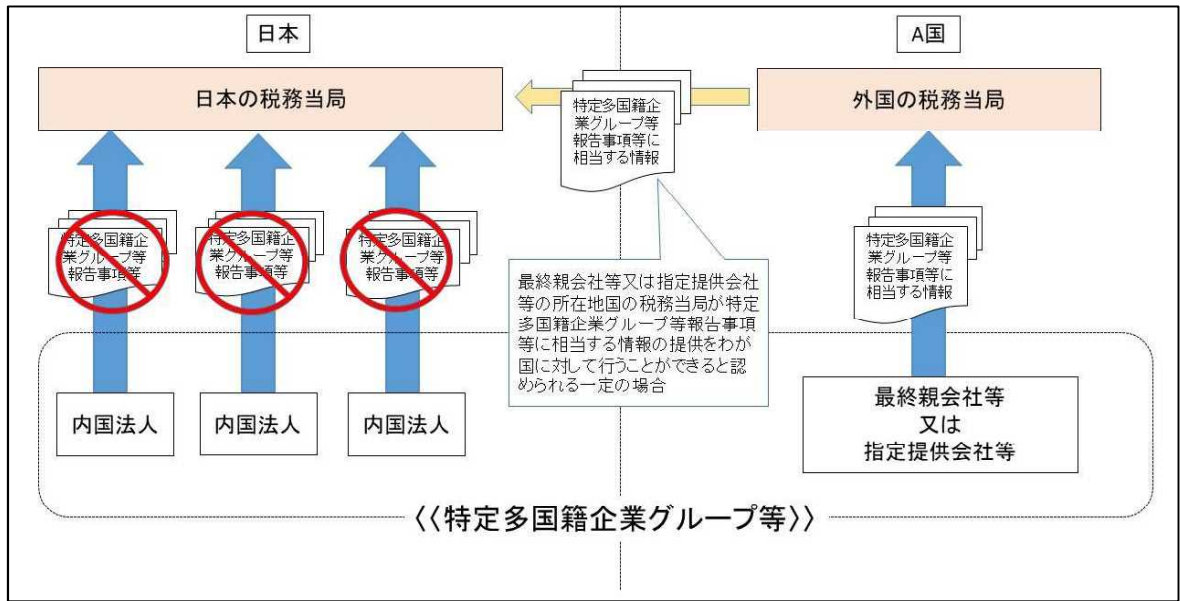 日本
A国
日本の税務当局
外国の税務当局
特定多国籍企
業グループ等
報告事項等に
相当する情報
特定多国籍企
業グループ等
報告事項等
特定多国籍企
業グループ等
報告事項等
特定多国籍企
業グループ等
報告事項等
特定多国籍企
業グループ等
報告事項等に
相当する情報
最終親会社等又は指定提供会社
等の所在地国の税務当局が特定
多国籍企業グループ等報告事項
等に相当する情報の提供をわが
国に対して行うことができると認
められる一定の場合
内国法人
内国法人
内国法人
最終親会社等
又は
指定提供会社等
《特定多国籍企業グループ等》